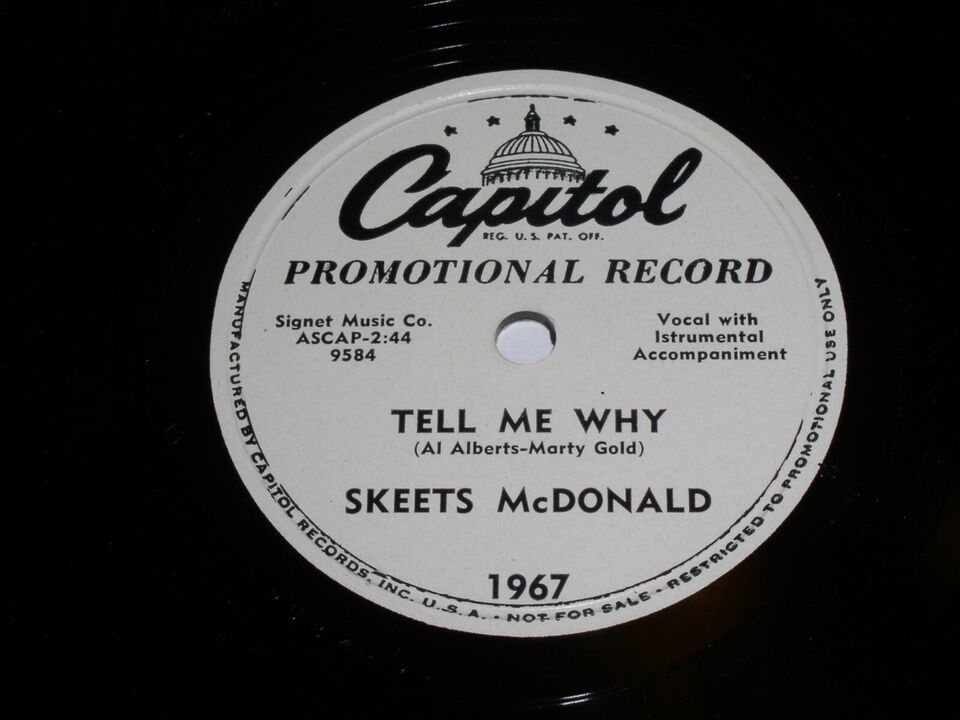 Capitol
REG. U.S. PAT. OFF.
PROMOTIONAL RECORD
Signet Music Co.
ASCAP-2:44
9584
Vocal with
Istrumental
Accompaniment
TELL ME WHY
(Al Alberts-Marty Gold)
SKEETS McDONALD
1967
MANUFACTURED BY CAPITOL RECORDS, INC. U.S.A. • NOT FOR SALE • RESTRICTED TO PROMOTIONAL USE ONLY